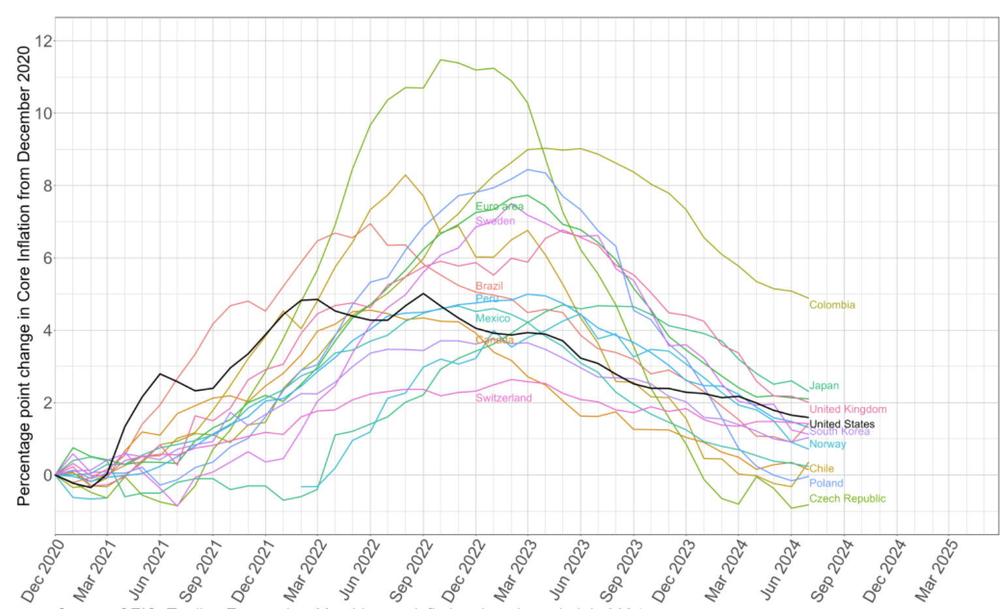 Percentage point change in Core Inflation from December 2020
12
10
8
6
4
2
0
Euro area
Sweden
Brazil
Peru
Mexico
Canada
Switzerland
Colombia
Japan
United Kingdom
United States
South Korea
Norway
Chile
Poland
Czech Republic
Dec 2020
Mar 2021
Jun 2021
Sep 2021
Dec 2021
Mar 2022
Jun 2022
Sep 2022
Dec 2022
Mar 2023
Jun 2023
Sep 2023
Dec 2023
Mar 2024
Jun 2024
Sep 2024
Dec 2024
Mar 2025